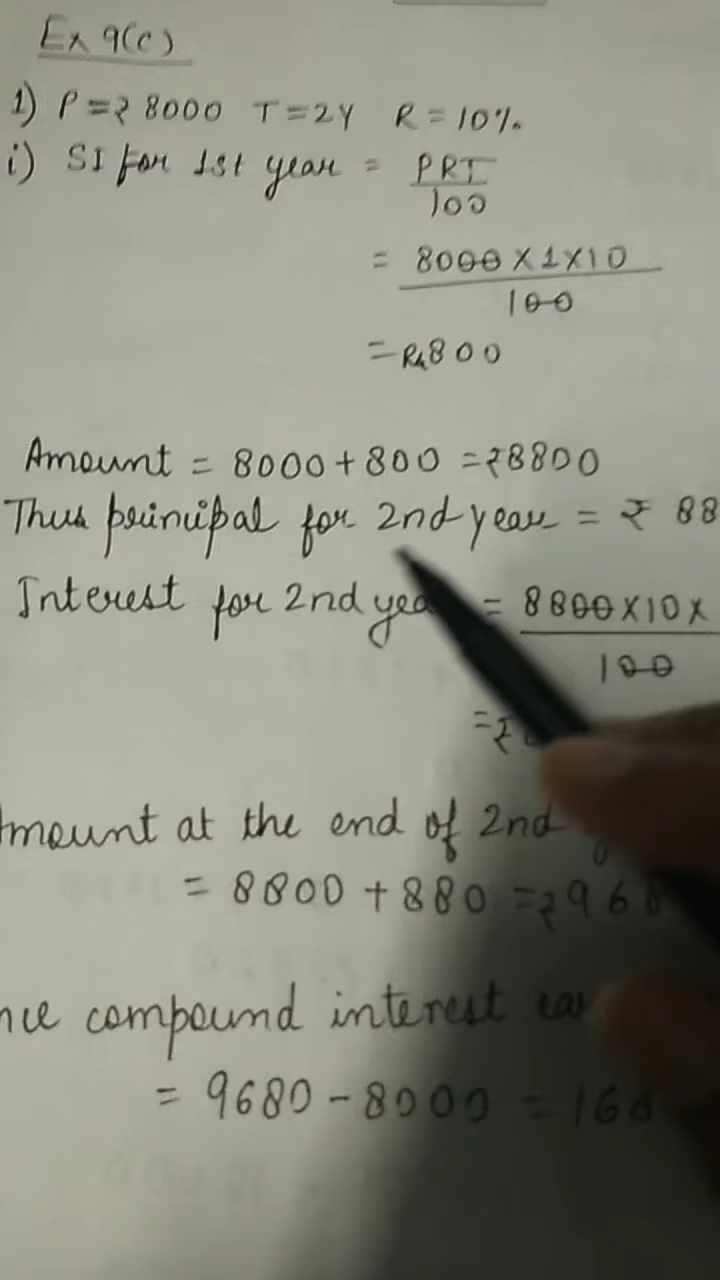 Ex 9(c)
1) P = ₹ 8000 T = 2Y R = 10%.
i) SI for 1st year = PRT
100
= 8000 X 1 X 10
100
= Rs 800
Amount = 8000 + 800 = ₹8800
Thus principal for 2nd year = ₹ 88
Interest for 2nd yea = 8800 X 10 X
100
= ₹
Amount at the end of 2nd
= 8800 + 880 = ₹ 968
nce compound interest
= 9680 - 8000 = 168